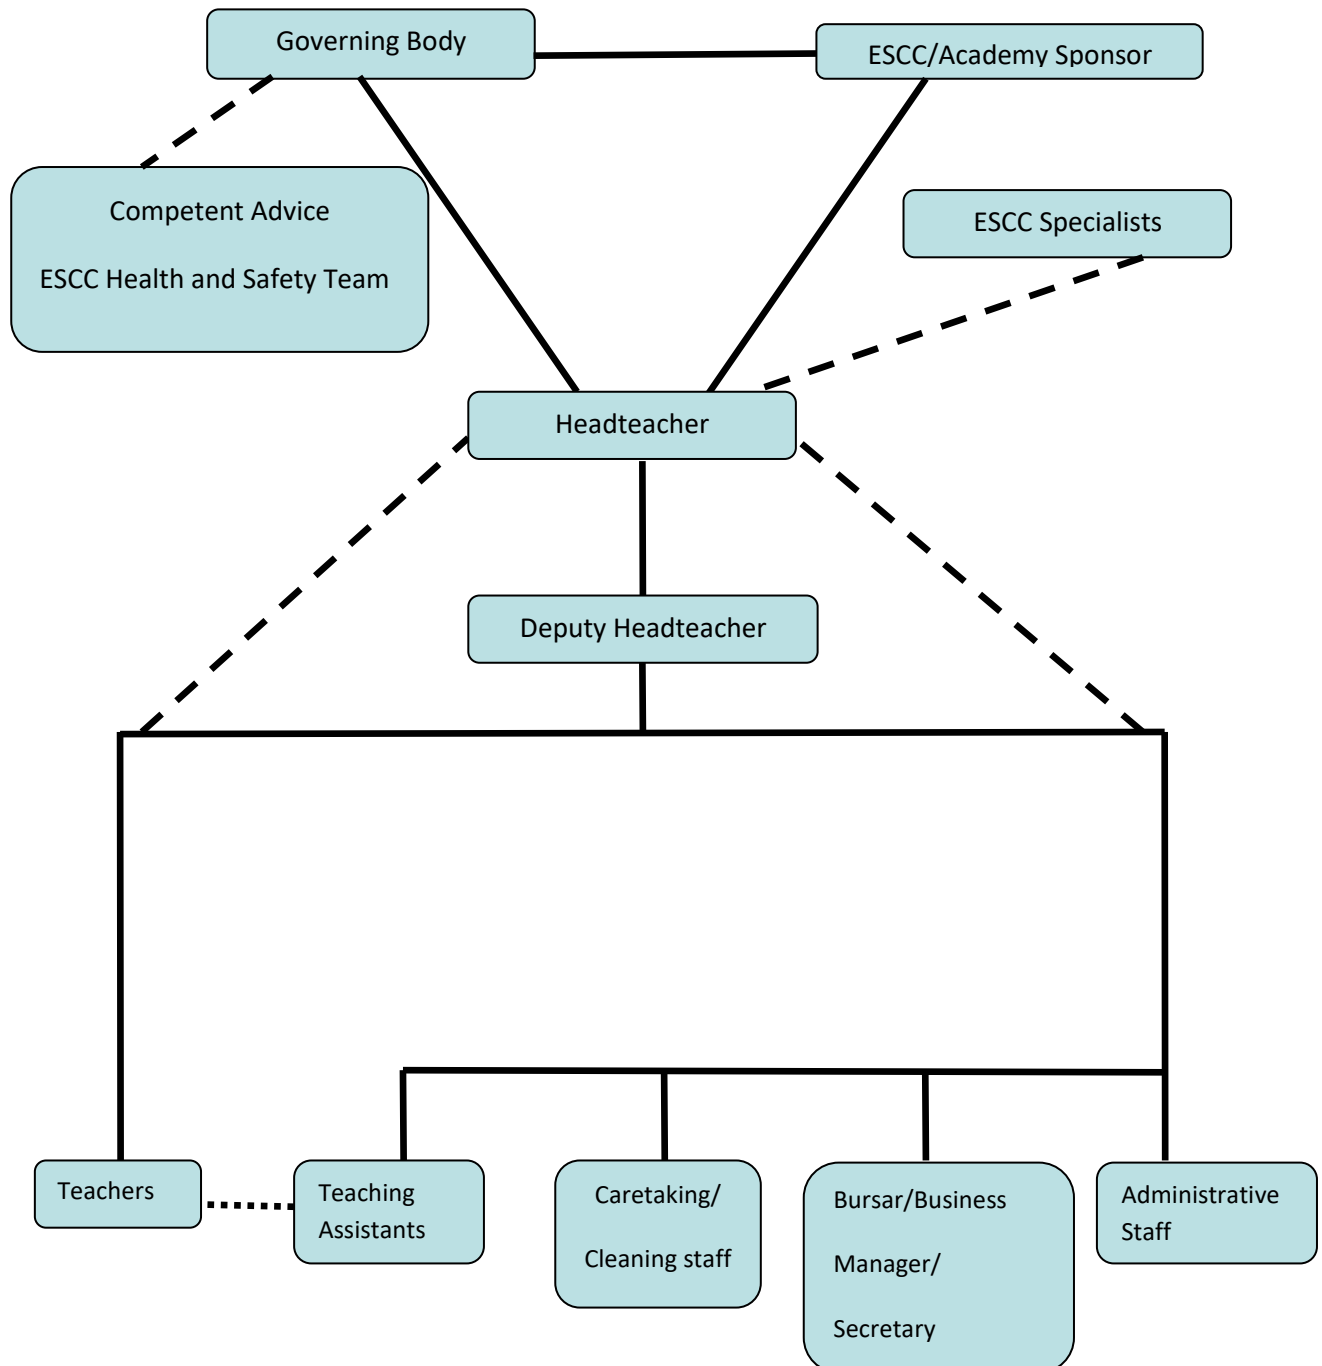 Governing Body
ESCC/Academy Sponsor
Competent Advice
ESCC Health and Safety Team
ESCC Specialists
Headteacher
Deputy Headteacher
Teachers
Teaching
Assistants
Caretaking/
Cleaning staff
Bursar/Business
Manager/
Secretary
Administrative
Staff